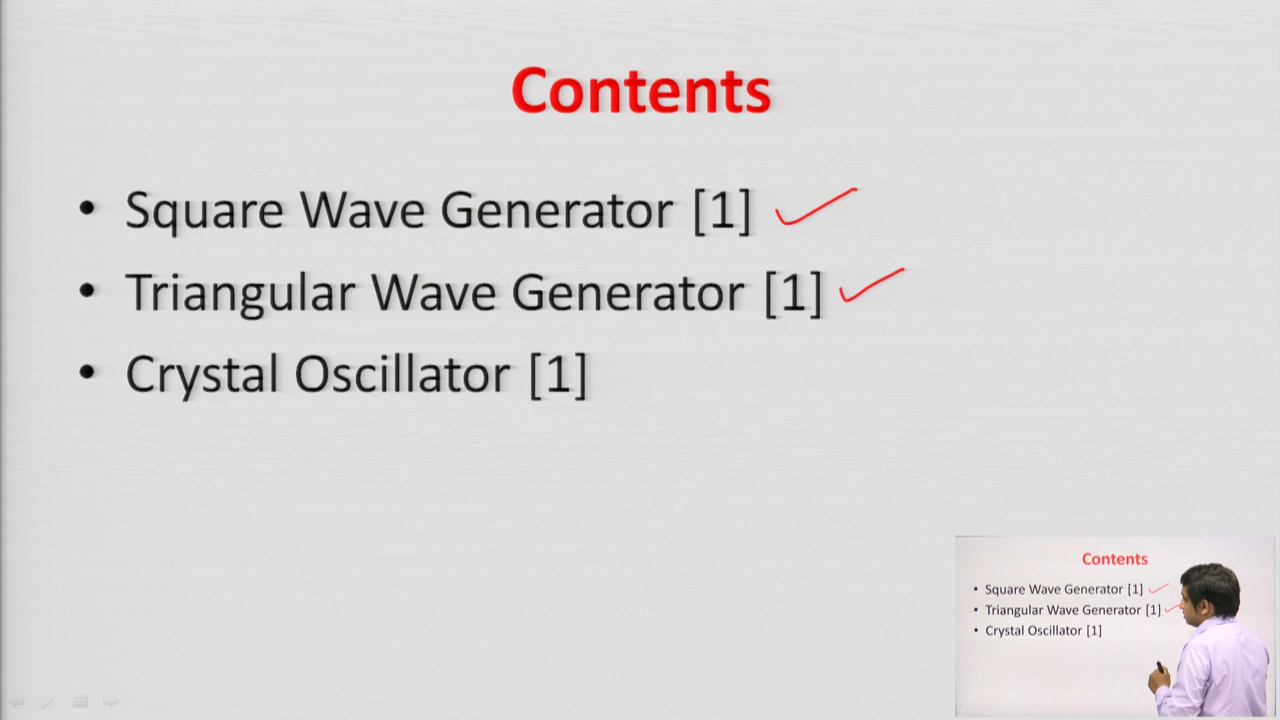 Contents
• Square Wave Generator [1]
• Triangular Wave Generator [1]
• Crystal Oscillator [1]
Contents
• Square Wave Generator [1]
• Triangular Wave Generator [1]
• Crystal Oscillator [1]